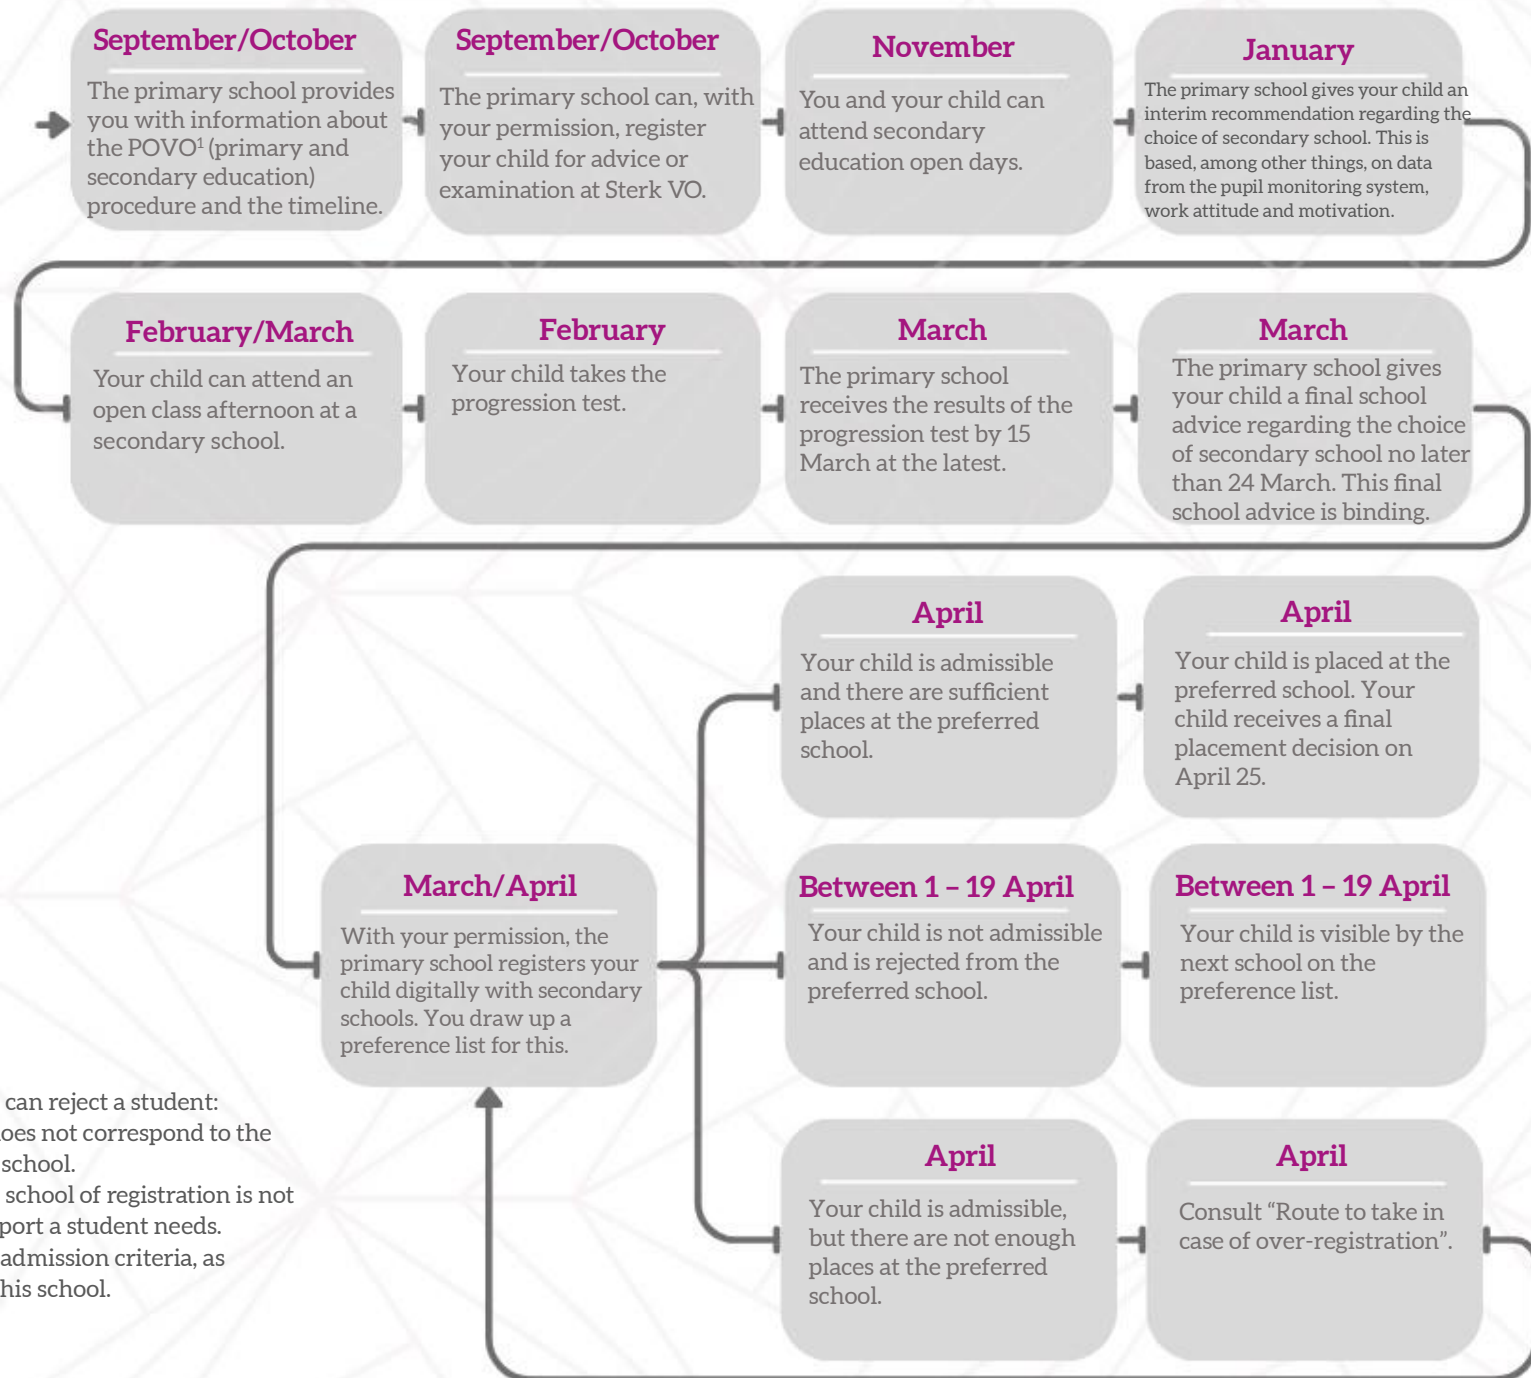 September/October
The primary school provides
you with information about
the POVO¹ (primary and
secondary education)
procedure and the timeline.
September/October
The primary school can, with
your permission, register
your child for advice or
examination at Sterk VO.
November
You and your child can
attend secondary
education open days.
January
The primary school gives your child an
interim recommendation regarding the
choice of secondary school. This is
based, among other things, on data
from the pupil monitoring system,
work attitude and motivation.
February/March
Your child can attend an
open class afternoon at a
secondary school.
February
Your child takes the
progression test.
March
The primary school
receives the results of the
progression test by 15
March at the latest.
March
The primary school gives
your child a final school
advice regarding the choice
of secondary school no later
than 24 March. This final
school advice is binding.
March/April
With your permission, the
primary school registers your
child digitally with secondary
schools. You draw up a
preference list for this.
April
Your child is admissible
and there are sufficient
places at the preferred
school.
April
Your child is placed at the
preferred school. Your
child receives a final
placement decision on
April 25.
Between 1 – 19 April
Your child is not admissible
and is rejected from the
preferred school.
Between 1 – 19 April
Your child is visible by the
next school on the
preference list.
April
Your child is admissible,
but there are not enough
places at the preferred
school.
April
Consult “Route to take in
case of over-registration”.
can reject a student:
does not correspond to the
school.
school of registration is not
port a student needs.
admission criteria, as
his school.